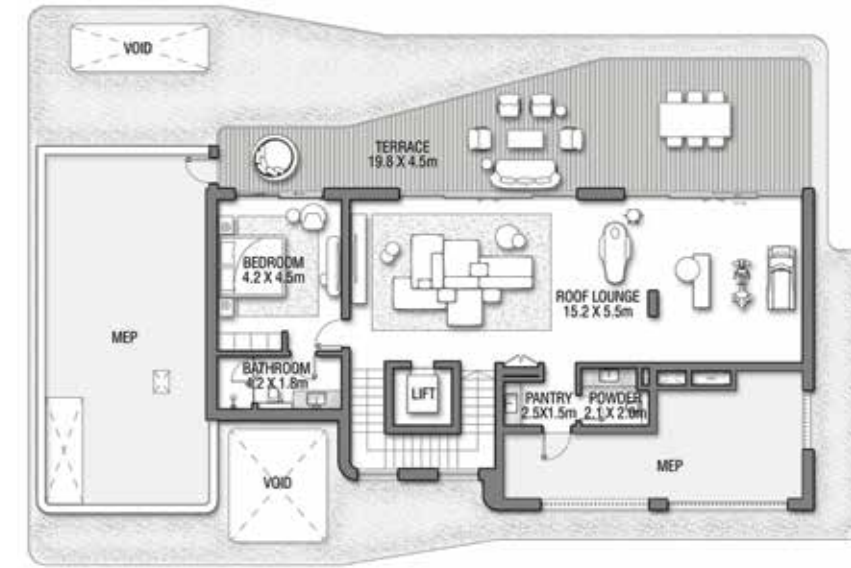 VOID
TERRACE
19.8 X 4.5m
BEDROOM
4.2 X 4.5m
ROOF LOUNGE
15.2 X 5.5m
MEP
BATHROOM
4.2 X 1.8m
LIFT
PANTRY
2.5X1.5m
POWDER
2.1 X 2.0m
MEP
VOID